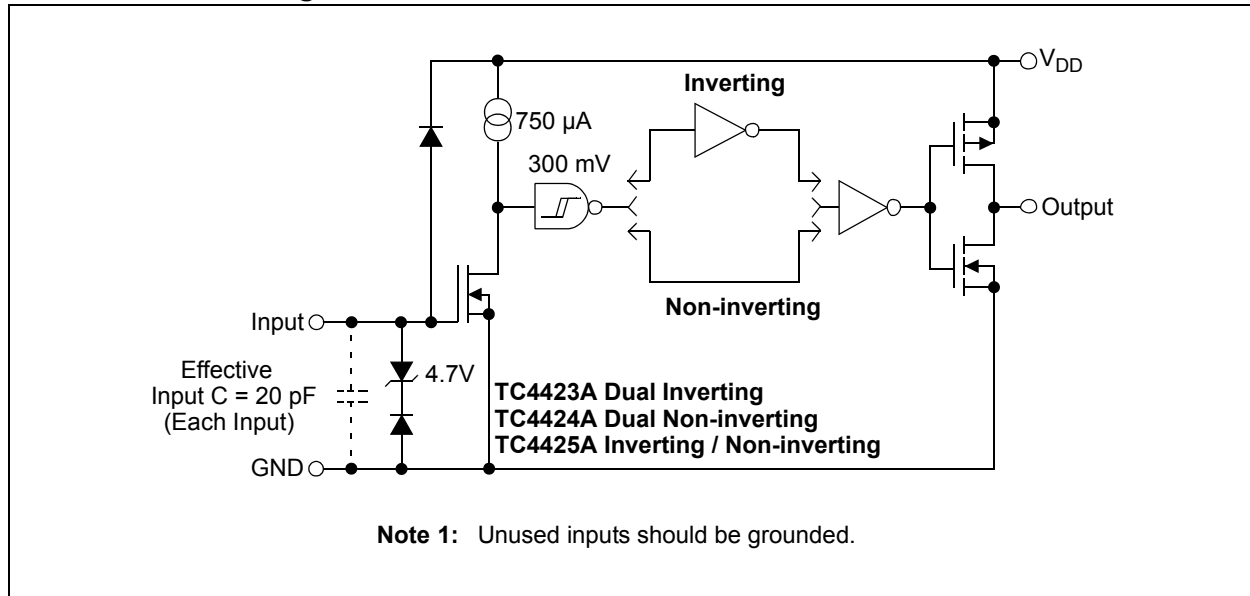 V_DD
Inverting
750 µA
300 mV
Output
Non-inverting
Input
4.7V
Effective
Input C = 20 pF
(Each Input)
TC4423A Dual Inverting
TC4424A Dual Non-inverting
TC4425A Inverting / Non-inverting
GND
Note 1: Unused inputs should be grounded.